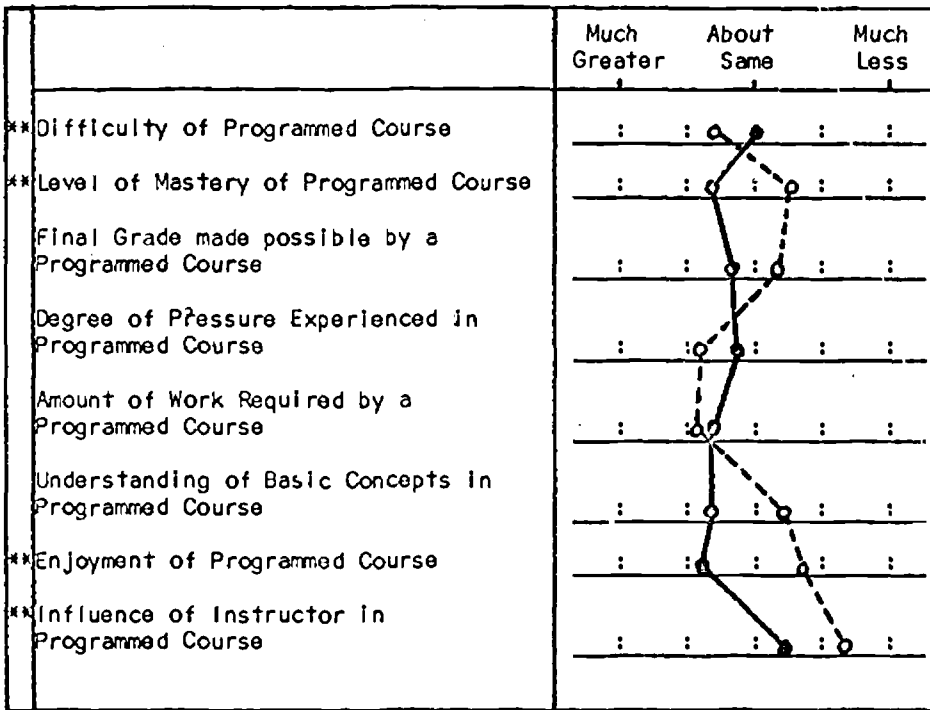 Much About Much
Greater Same Less
** Difficulty of Programmed Course
** Level of Mastery of Programmed Course
Final Grade made possible by a
Programmed Course
Degree of Pressure Experienced in
Programmed Course
Amount of Work Required by a
Programmed Course
Understanding of Basic Concepts in
Programmed Course
** Enjoyment of Programmed Course
** Influence of Instructor in
Programmed Course